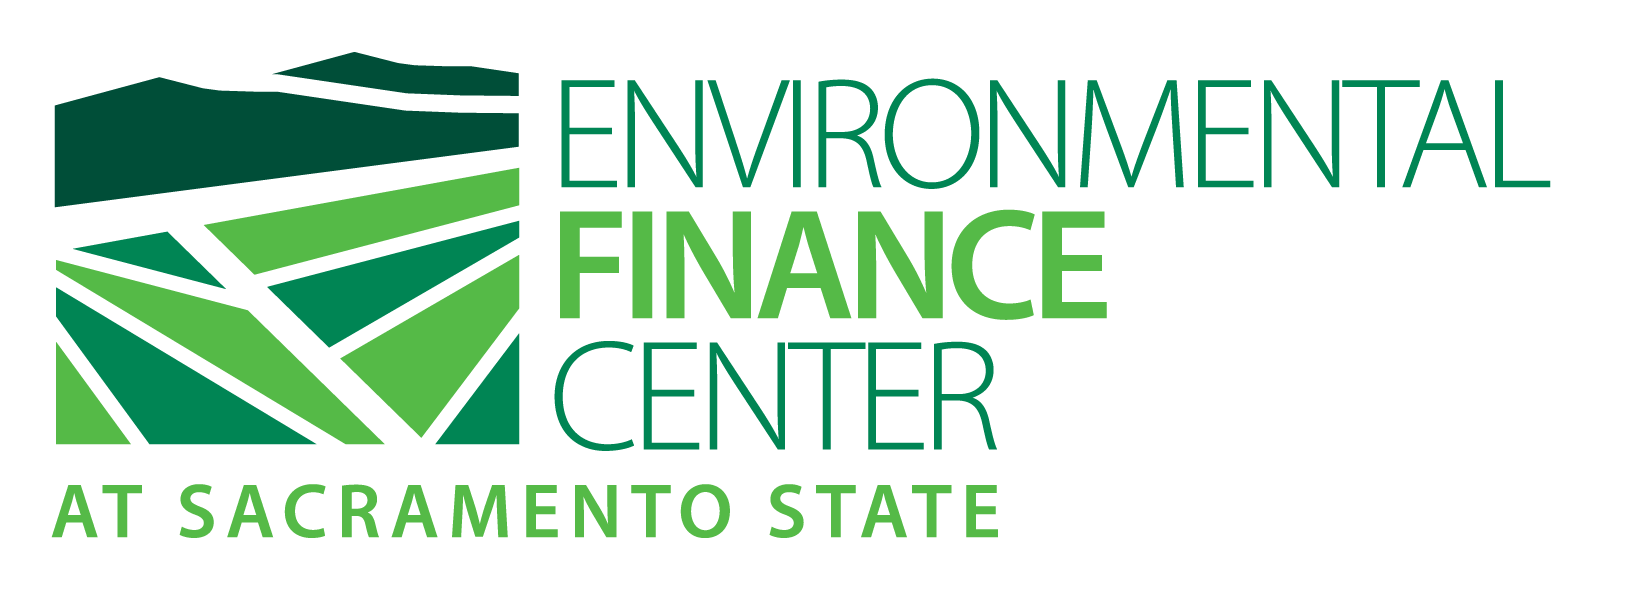 ENVIRONMENTAL
FINANCE
CENTER
AT SACRAMENTO STATE